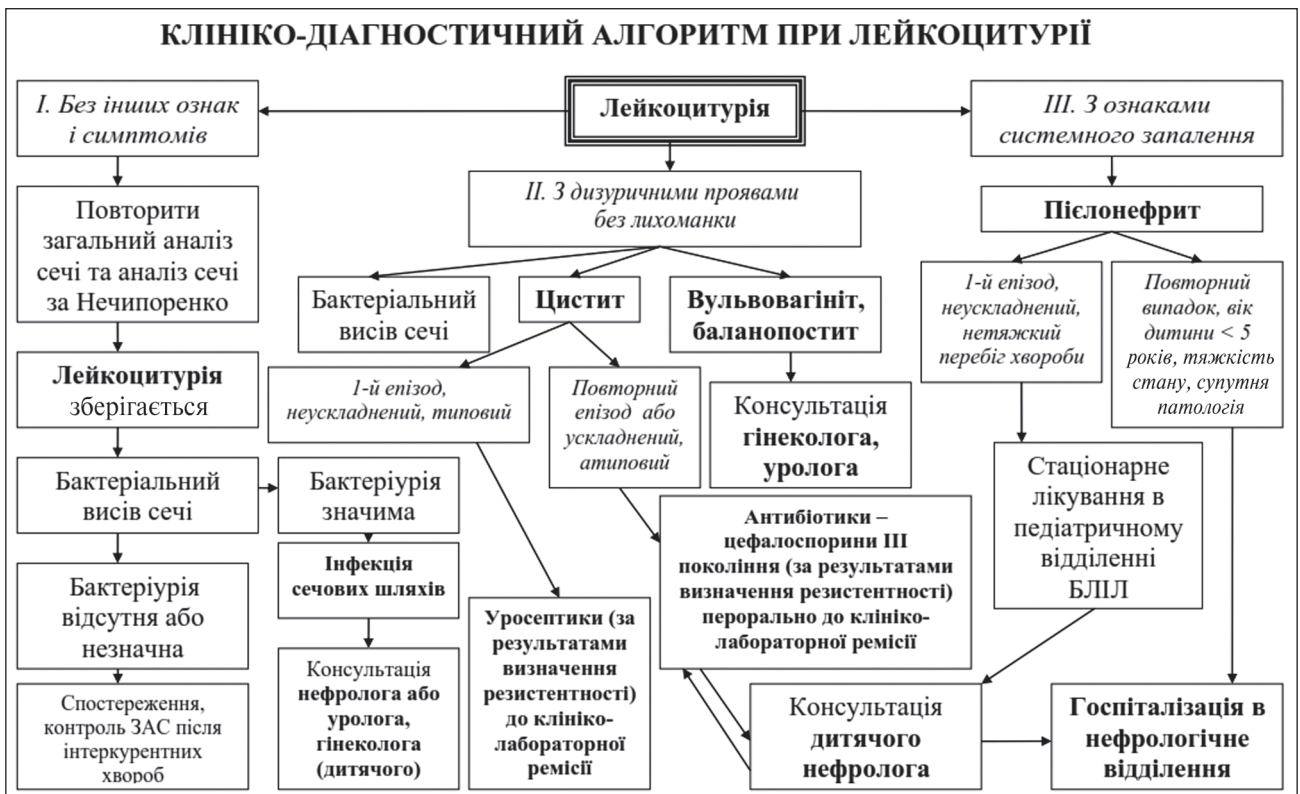 КЛІНІКО-ДІАГНОСТИЧНИЙ АЛГОРИТМ ПРИ ЛЕЙКОЦИТУРІЇ
Лейкоцитурія
I. Без інших ознак
і симптомів
Повторити
загальний аналіз
сечі та аналіз сечі
за Нечипоренко
Лейкоцитурія
зберігається
Бактеріальний
висів сечі
Бактеріурія
відсутня або
незначна
Спостереження,
контроль ЗАС після
інтеркурентних
хвороб
Бактеріурія
значима
Інфекція
сечових шляхів
Консультація
нефролога або
уролога,
гінеколога
(дитячого)
II. З дизуричними проявами
без лихоманки
Бактеріальний
висів сечі
Цистит
1-й епізод,
неускладнений, типовий
Уросептики (за
результатами
визначення
резистентності)
до клініко-
лабораторної
ремісії
Повторний
епізод або
ускладнений,
атиповий
Антибіотики –
цефалоспорини III
покоління (за результатами
визначення резистентності)
перорально до клініко-
лабораторної ремісії
Вульвовагініт,
баланопостит
Консультація
гінеколога,
уролога
III. З ознаками
системного запалення
Пієлонефрит
1-й епізод,
неускладнений,
нетяжкий
перебіг хвороби
Стаціонарне
лікування в
педіатричному
відділенні
БЛІЛ
Консультація
дитячого
нефролога
Повторний
випадок, вік
дитини < 5
років, тяжкість
стану, супутня
патологія
Госпіталізація в
нефрологічне
відділення